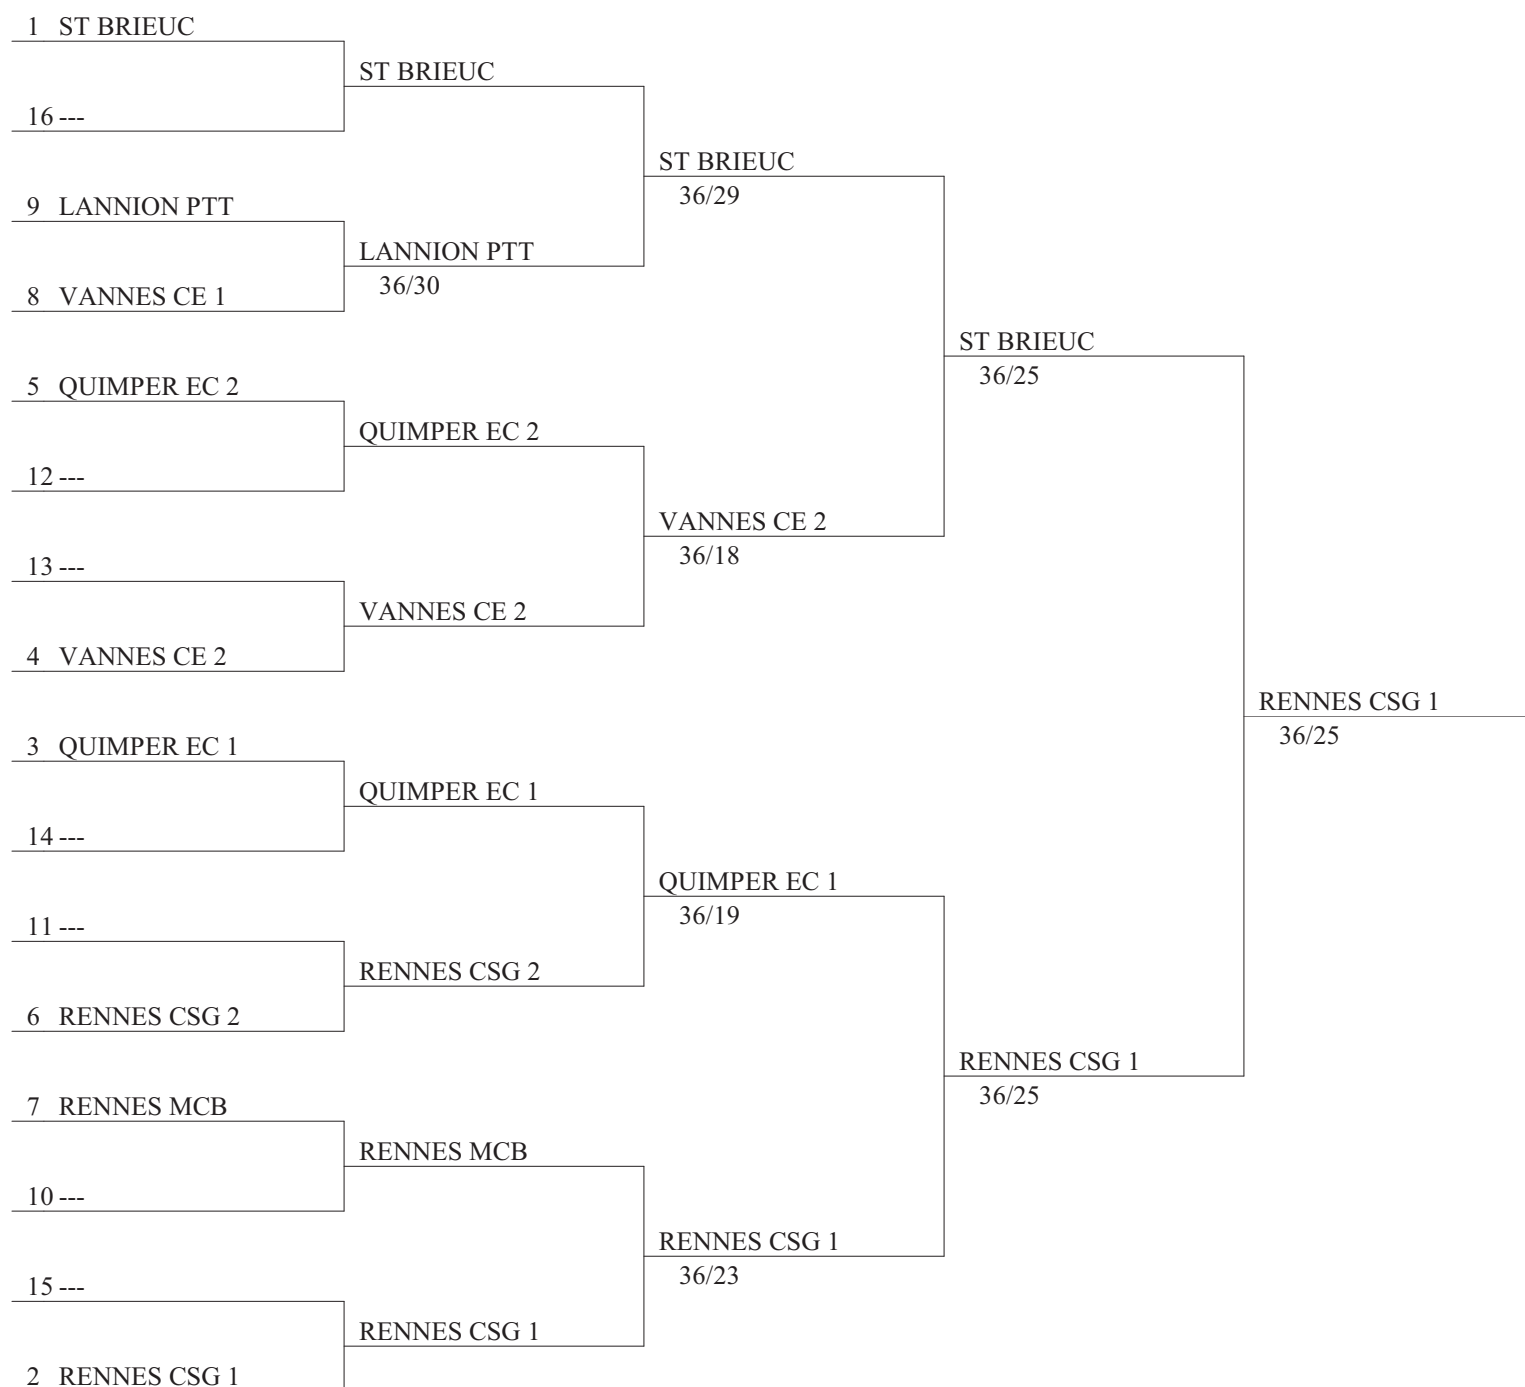 1 ST BRIEUC
16 ---
9 LANNION PTT
8 VANNES CE 1
5 QUIMPER EC 2
12 ---
13 ---
4 VANNES CE 2
3 QUIMPER EC 1
14 ---
11 ---
6 RENNES CSG 2
7 RENNES MCB
10 ---
15 ---
2 RENNES CSG 1
ST BRIEUC
LANNION PTT
36/30
QUIMPER EC 2
VANNES CE 2
QUIMPER EC 1
RENNES CSG 2
RENNES MCB
RENNES CSG 1
ST BRIEUC
36/29
VANNES CE 2
36/18
QUIMPER EC 1
36/19
RENNES CSG 1
36/23
ST BRIEUC
36/25
RENNES CSG 1
36/25
RENNES CSG 1
36/25